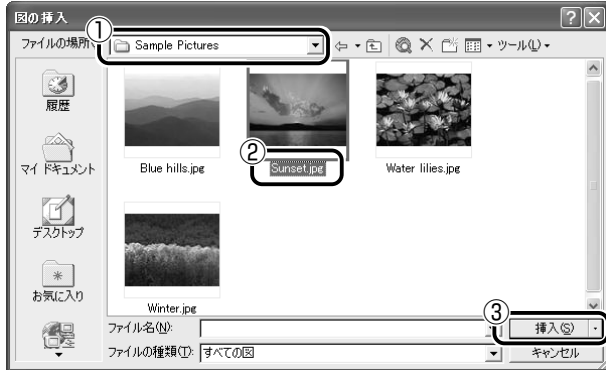 図の挿入
①
ファイルの場所
Sample Pictures
ツール(L)
履歴
マイ ドキュメント
デスクトップ
お気に入り
Blue hills.jpg
②
Sunset.jpg
Water lilies.jpg
Winter.jpg
③
ファイル名(N):
挿入(S)
ファイルの種類(T):
すべての図
キャンセル